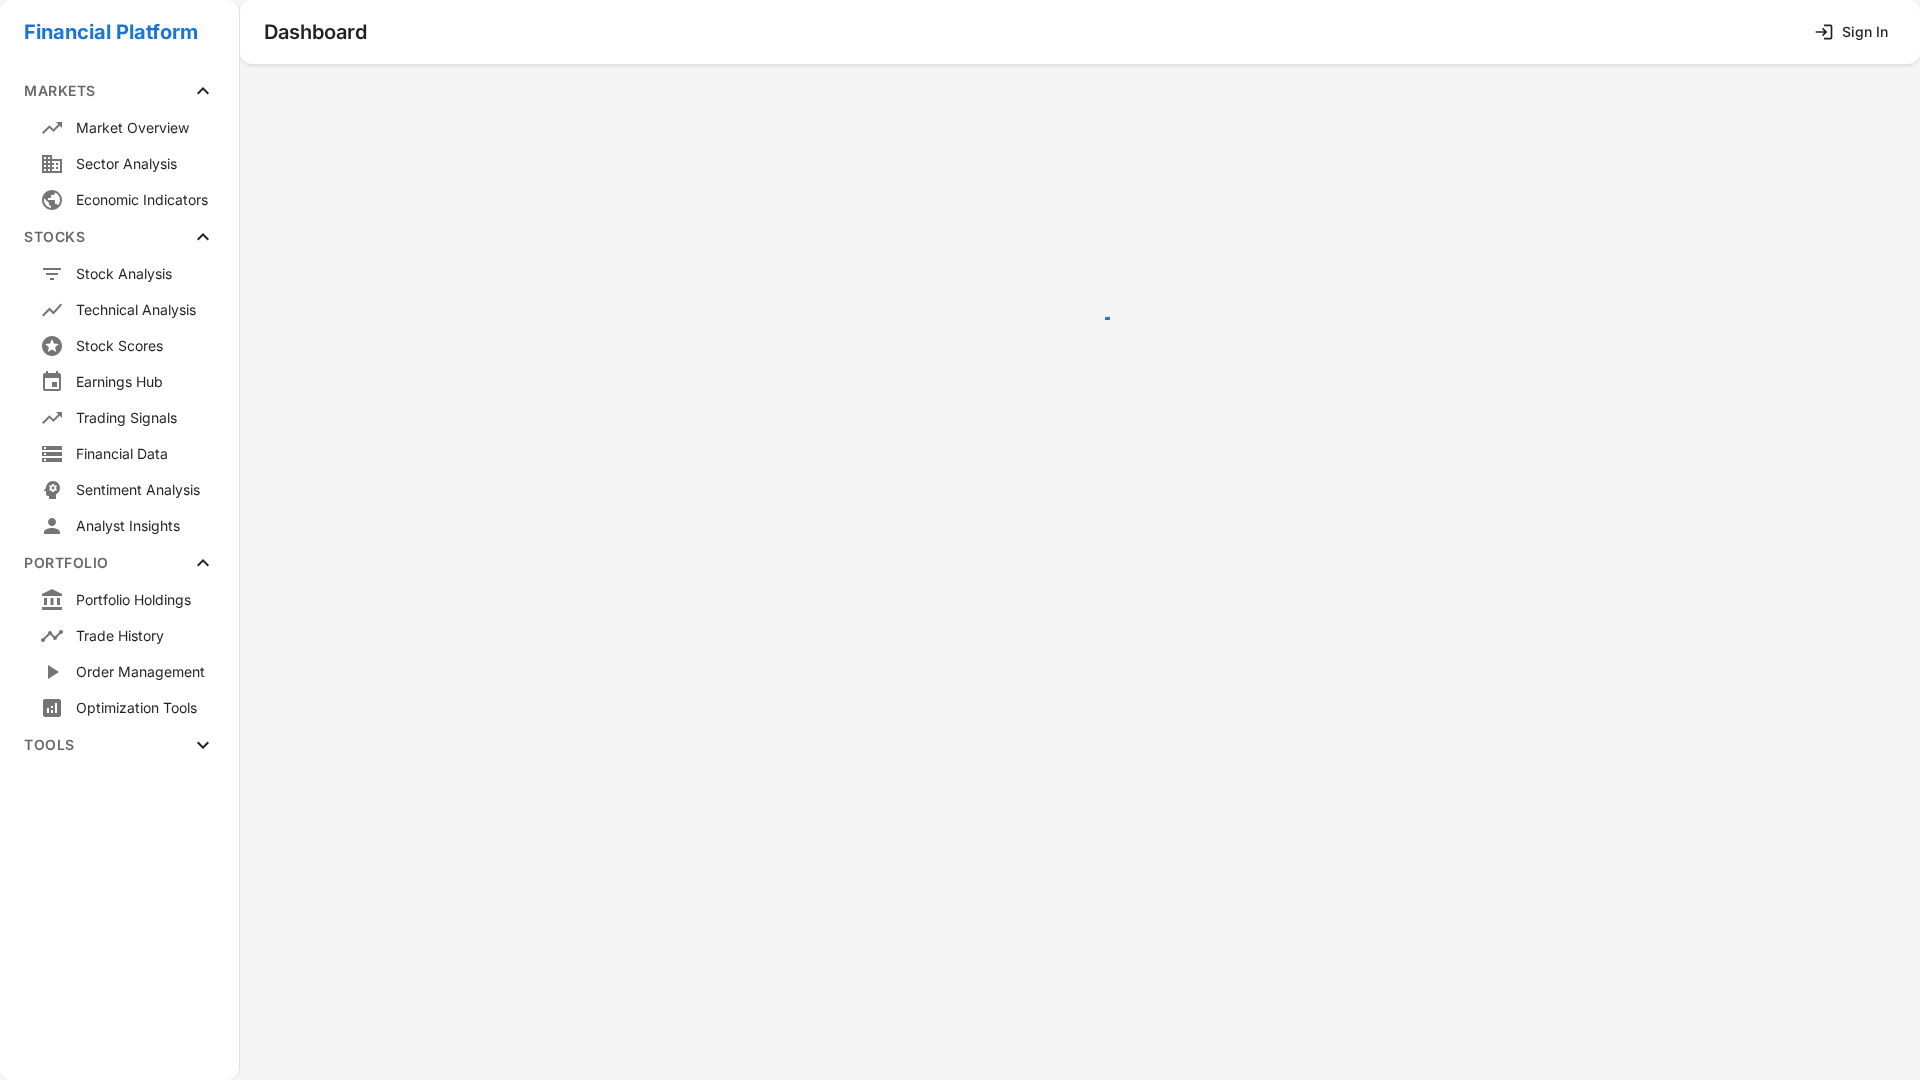 Financial Platform
Dashboard
Sign In
MARKETS
Market Overview
Sector Analysis
Economic Indicators
STOCKS
Stock Analysis
Technical Analysis
Stock Scores
Earnings Hub
Trading Signals
Financial Data
Sentiment Analysis
Analyst Insights
PORTFOLIO
Portfolio Holdings
Trade History
Order Management
Optimization Tools
TOOLS